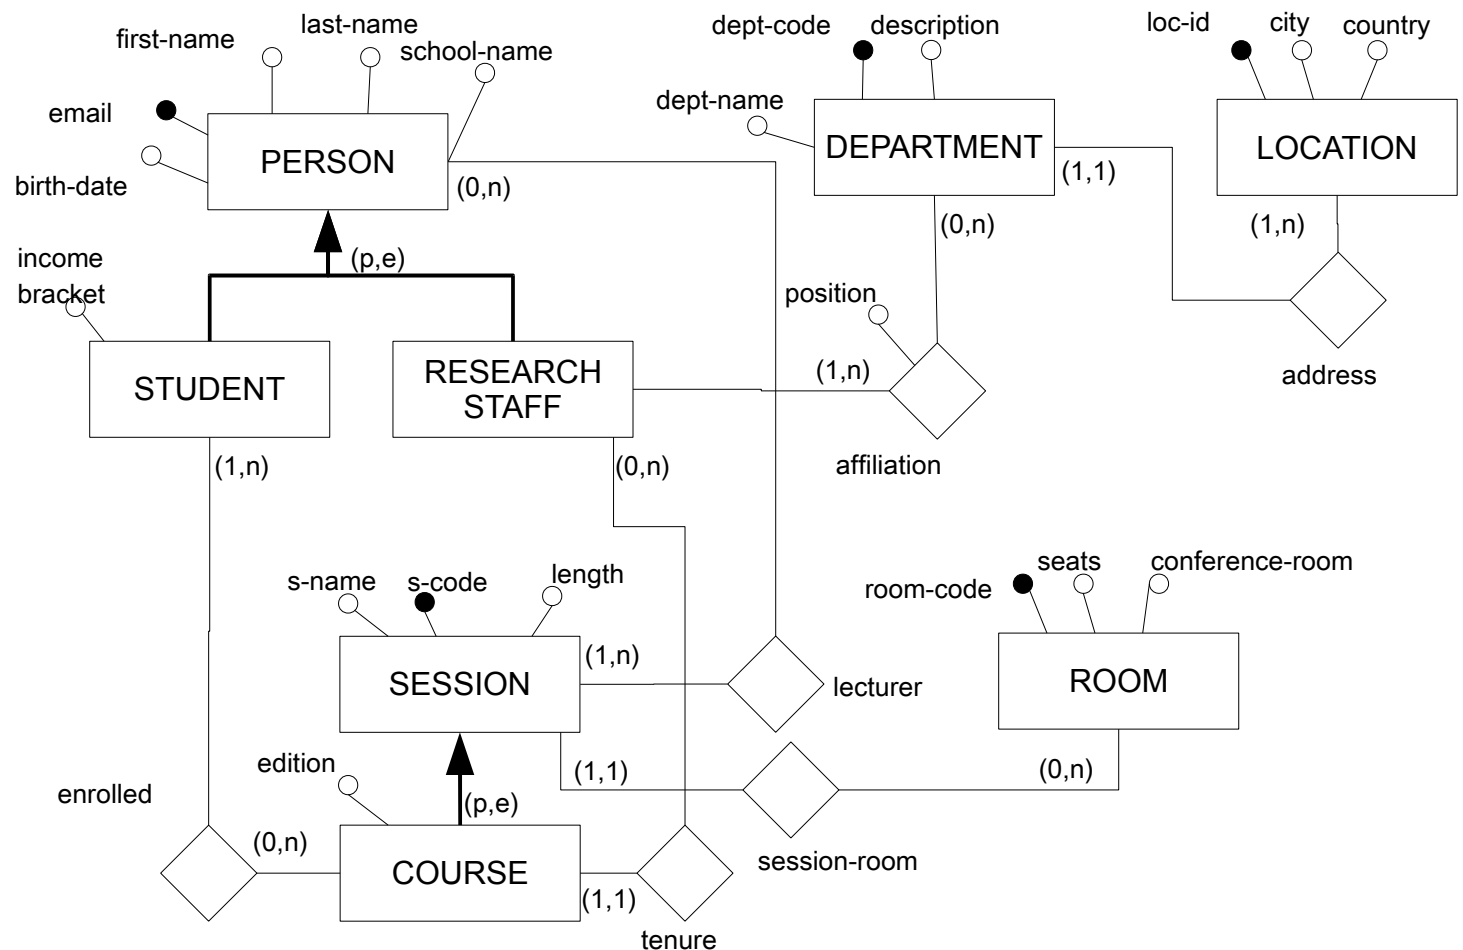 first-name
last-name
school-name
email
birth-date
PERSON
(0,n)
dept-code
description
dept-name
DEPARTMENT
(1,1)
(0,n)
loc-id
city
country
LOCATION
(1,n)
address
(p,e)
income
bracket
STUDENT
(1,n)
RESEARCH
STAFF
(0,n)
position
(1,n)
affiliation
s-name
s-code
length
SESSION
(1,n)
lecturer
(1,1)
session-room
room-code
seats
conference-room
ROOM
(0,n)
enrolled
(0,n)
edition
(p,e)
COURSE
(1,1)
tenure